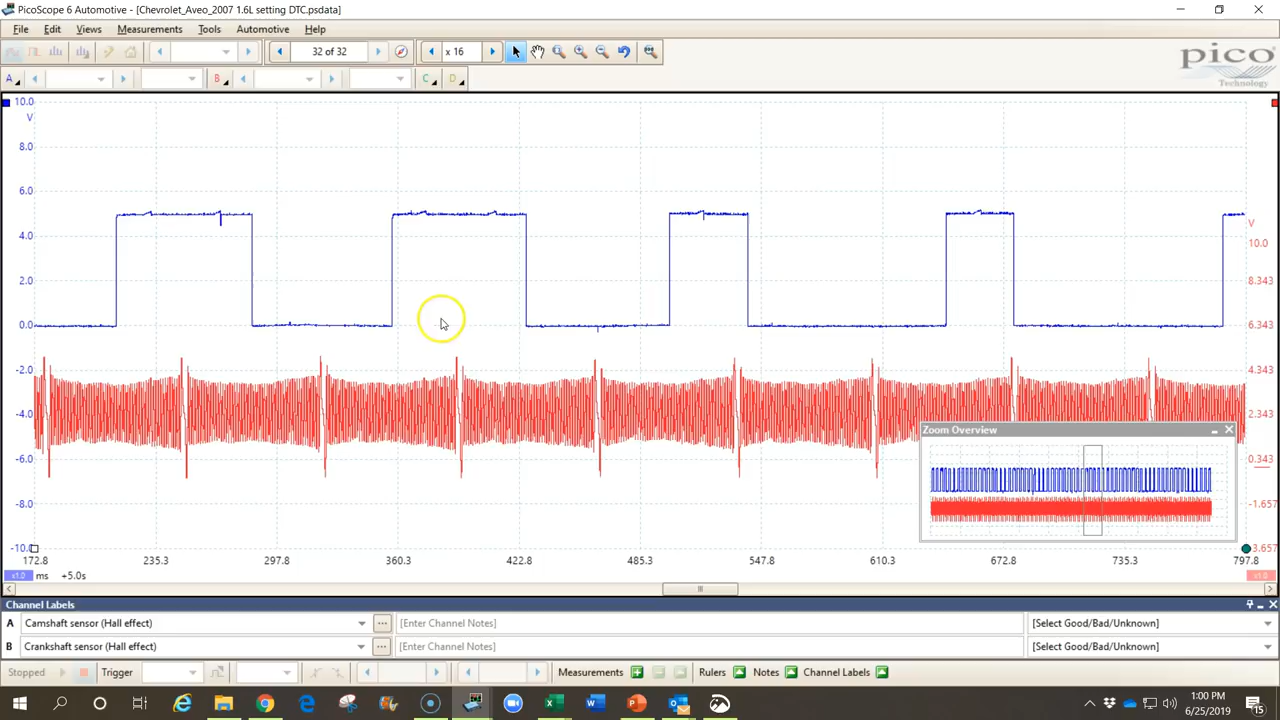 PicoScope 6 Automotive - [Chevrolet_Aveo_2007 1.6L setting DTC.psdata]
File Edit Views Measurements Tools Automotive Help
32 of 32 x 16
pico
Technology
A B C D
10.0
V
8.0
6.0
4.0
2.0
0.0
-2.0
-4.0
-6.0
-8.0
-10.0
V
10.0
8.343
6.343
4.343
2.343
0.343
-1.657
3.657
Zoom Overview
172.8 235.3 297.8 360.3 422.8 485.3 547.8 610.3 672.8 735.3 797.8
x1.0 ms +5.0s x1.0
Channel Labels
A Camshaft sensor (Hall effect) ... [Enter Channel Notes] [Select Good/Bad/Unknown]
B Crankshaft sensor (Hall effect) ... [Enter Channel Notes] [Select Good/Bad/Unknown]
Stopped Trigger Measurements Rulers Notes Channel Labels
1:00 PM
6/25/2019
15